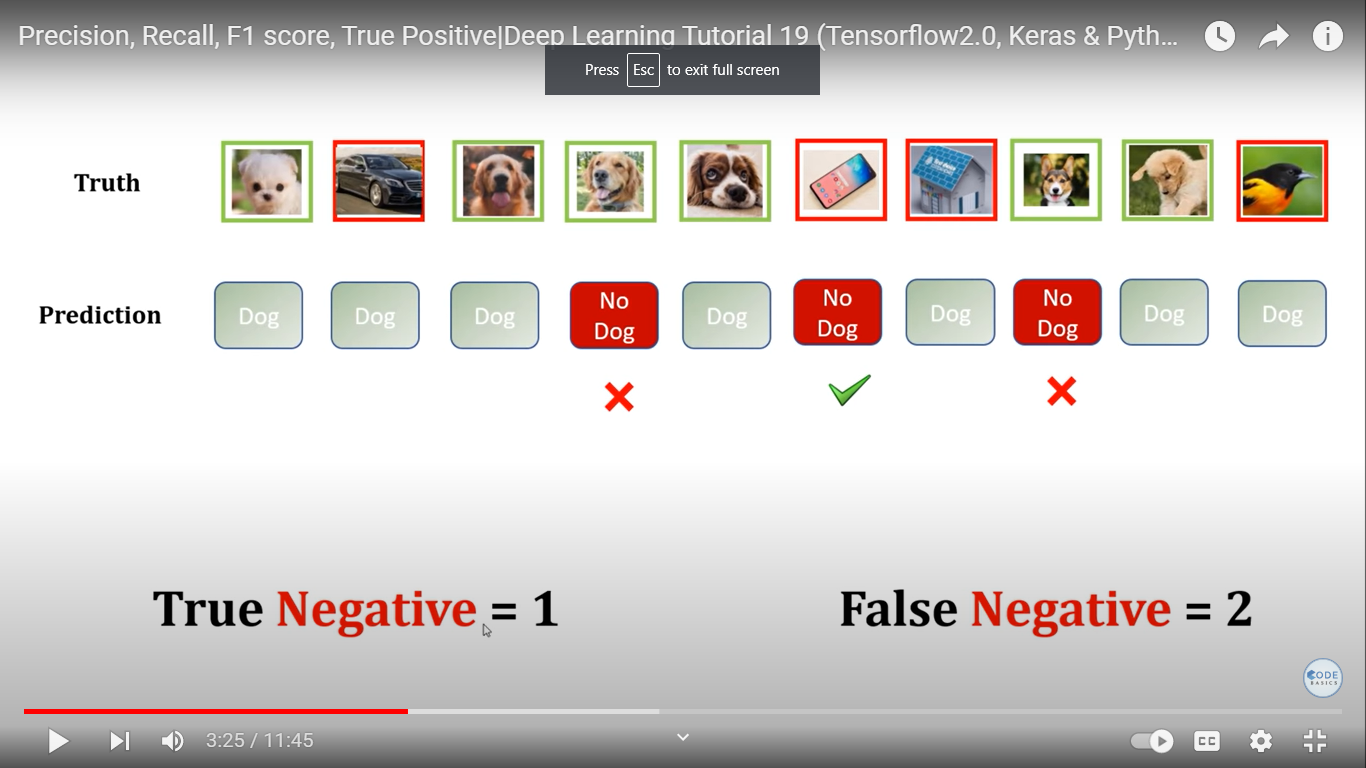 Precision, Recall, F1 score, True Positive|Deep Learning Tutorial 19 (Tensorflow2.0, Keras & Pyth...
Press Esc to exit full screen
Truth
Prediction
Dog
Dog
Dog
No
Dog
Dog
No
Dog
Dog
No
Dog
Dog
Dog
True Negative = 1
False Negative = 2
CODE
BASICS
3:25 / 11:45
CC